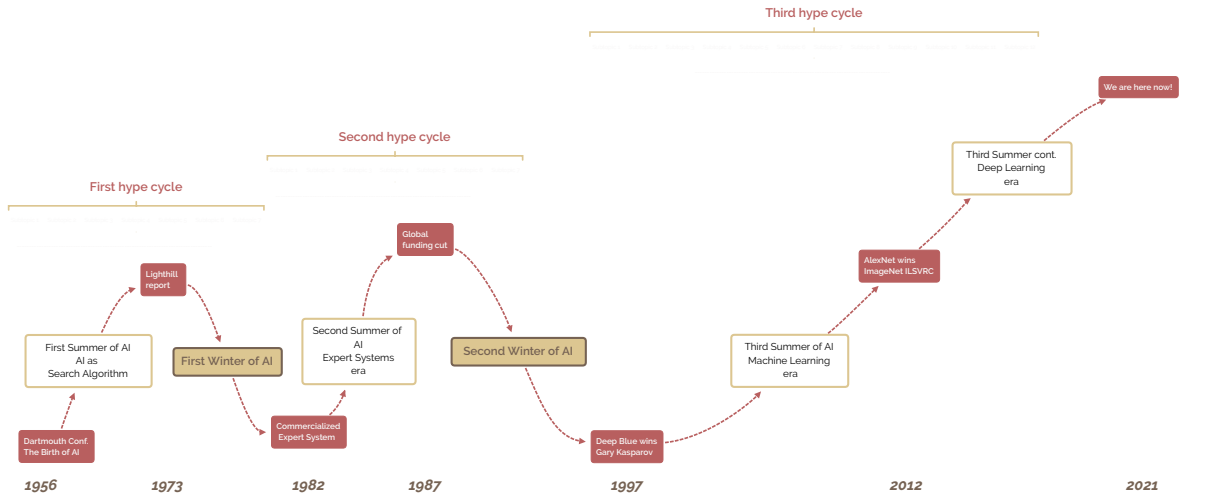 Third hype cycle
We are here now!
Second hype cycle
Third Summer cont.
Deep Learning
era
First hype cycle
Global
funding cut
AlexNet wins
ImageNet ILSVRC
Lighthill
report
First Summer of AI
AI as
Search Algorithm
First Winter of AI
Second Summer of
AI
Expert Systems
era
Second Winter of AI
Third Summer of AI
Machine Learning
era
Dartmouth Conf.
The Birth of AI
Commercialized
Expert System
Deep Blue wins
Gary Kasparov
1956
1973
1982
1987
1997
2012
2021